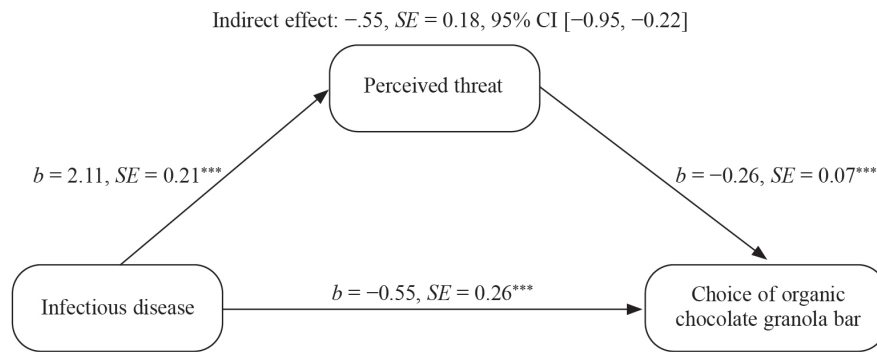 Indirect effect: −.55, SE = 0.18, 95% CI [−0.95, −0.22]
Perceived threat
b = 2.11, SE = 0.21***
b = −0.26, SE = 0.07***
b = −0.55, SE = 0.26***
Infectious disease
Choice of organic
chocolate granola bar